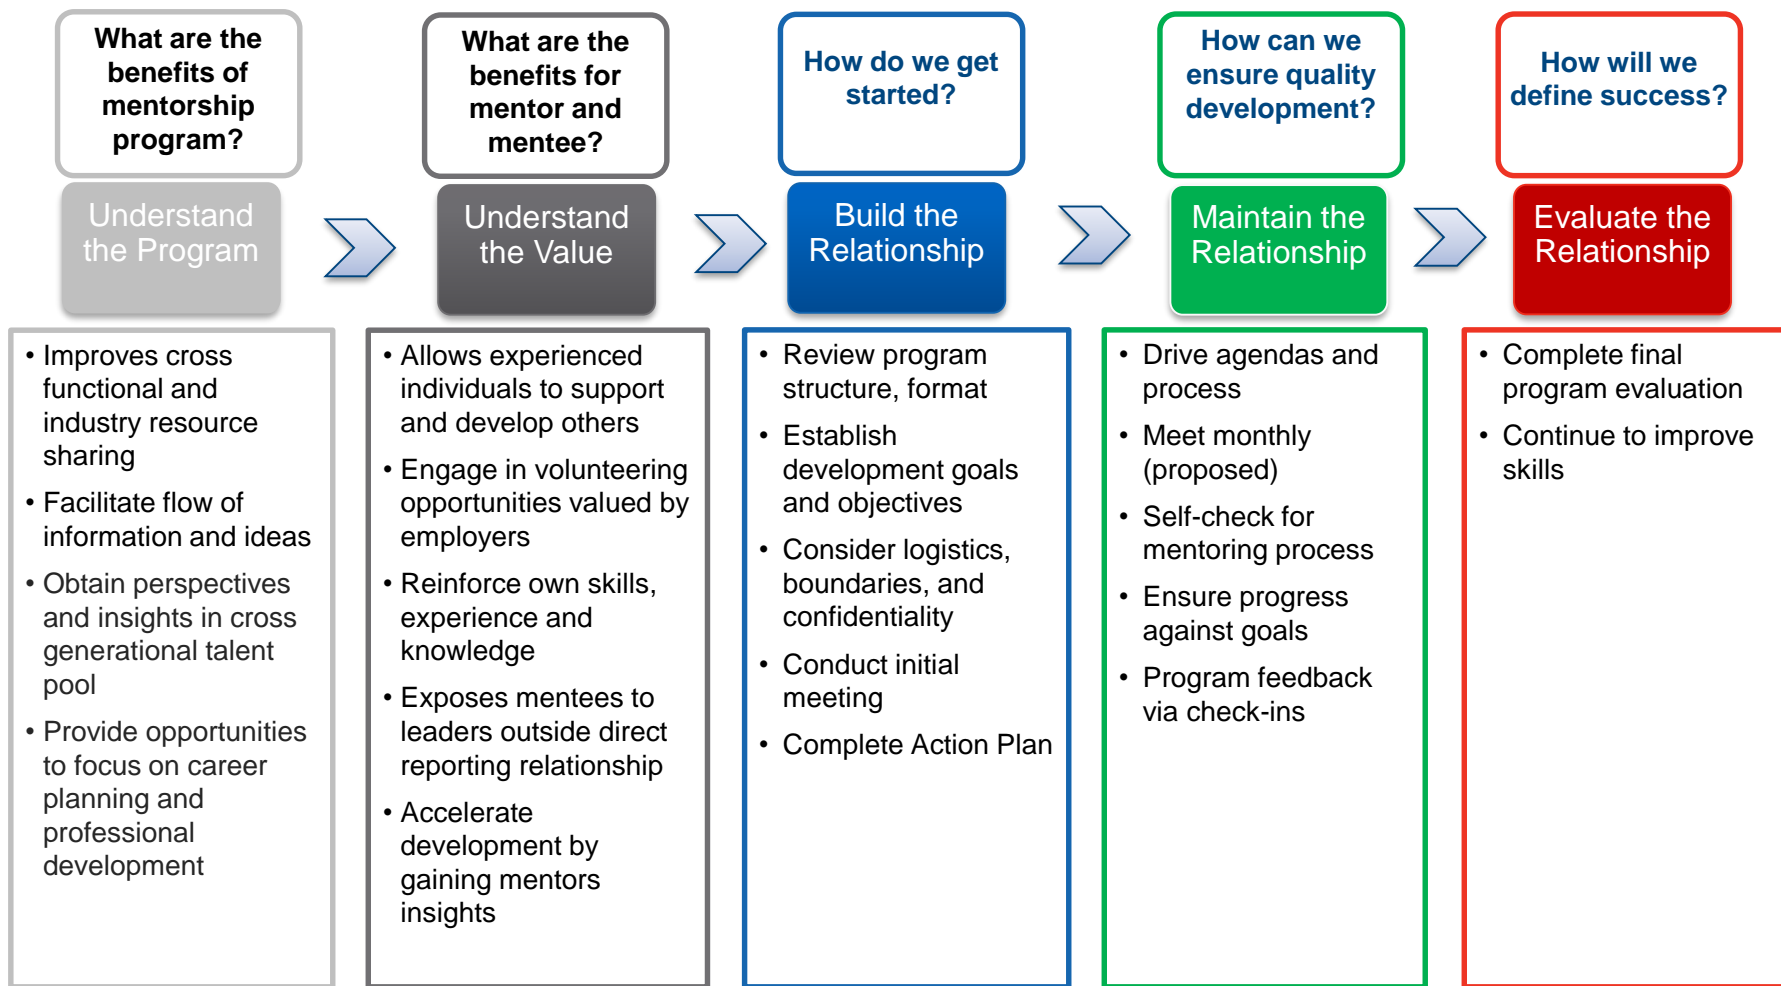 What are the
benefits of
mentorship
program?
Understand
the Program
• Improves cross
functional and
industry resource
sharing
• Facilitate flow of
information and ideas
• Obtain perspectives
and insights in cross
generational talent
pool
• Provide opportunities
to focus on career
planning and
professional
development
What are the
benefits for
mentor and
mentee?
Understand
the Value
• Allows experienced
individuals to support
and develop others
• Engage in volunteering
opportunities valued by
employers
• Reinforce own skills,
experience and
knowledge
• Exposes mentees to
leaders outside direct
reporting relationship
• Accelerate
development by
gaining mentors
insights
How do we get
started?
Build the
Relationship
• Review program
structure, format
• Establish
development goals
and objectives
• Consider logistics,
boundaries, and
confidentiality
• Conduct initial
meeting
• Complete Action Plan
How can we
ensure quality
development?
Maintain the
Relationship
• Drive agendas and
process
• Meet monthly
(proposed)
• Self-check for
mentoring process
• Ensure progress
against goals
• Program feedback
via check-ins
How will we
define success?
Evaluate the
Relationship
• Complete final
program evaluation
• Continue to improve
skills